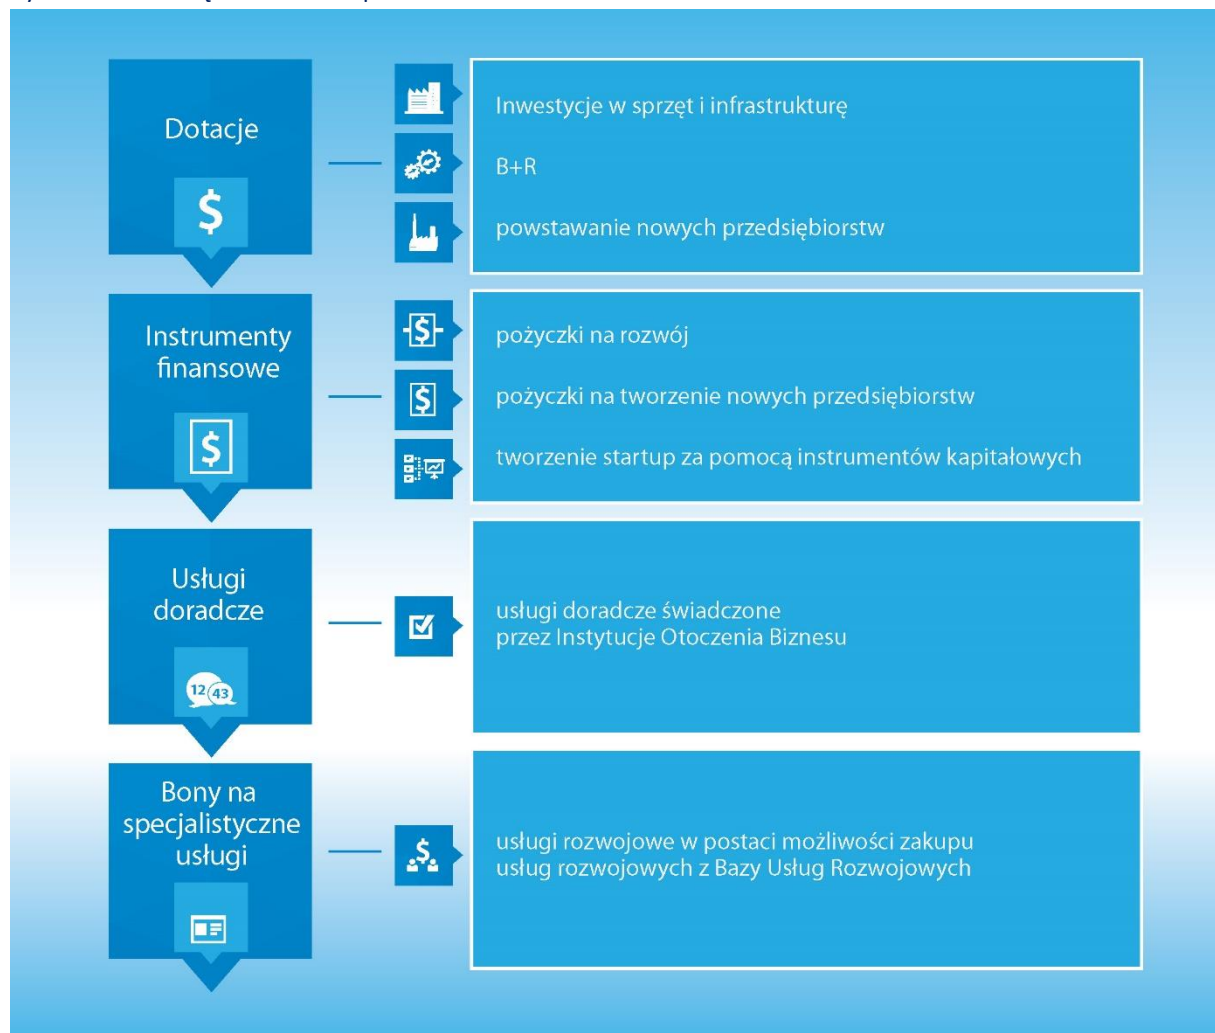 Dotacje
$
Inwestycje w sprzęt i infrastrukturę
B+R
powstawanie nowych przedsiębiorstw
Instrumenty
finansowe
$
$
$
pożyczki na rozwój
pożyczki na tworzenie nowych przedsiębiorstw
tworzenie startup za pomocą instrumentów kapitałowych
Usługi
doradcze
12 43
usługi doradcze świadczone
przez Instytucje Otoczenia Biznesu
Bony na
specjalistyczne
usługi
$
usługi rozwojowe w postaci możliwości zakupu
usług rozwojowych z Bazy Usług Rozwojowych